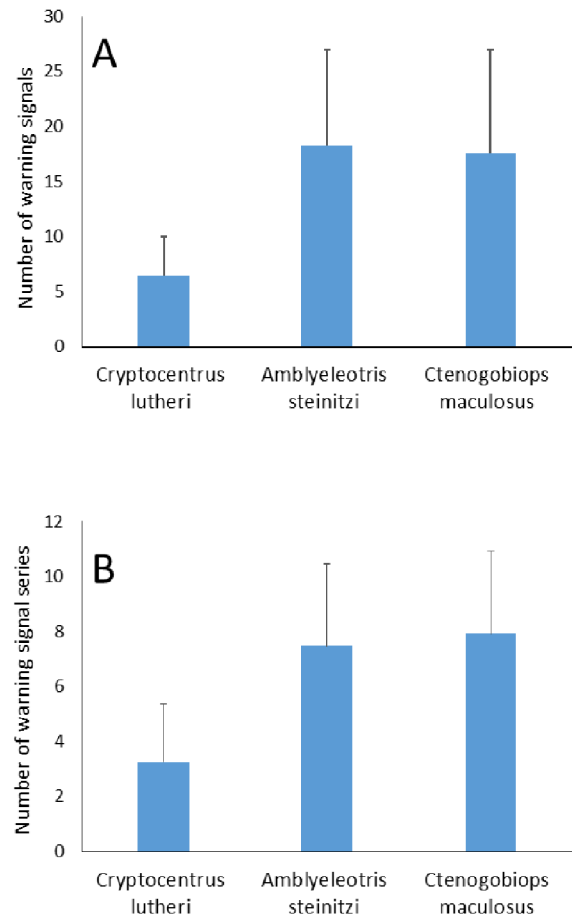 A
Number of warning signals
30
25
20
15
10
5
0
Cryptocentrus
lutheri
Amblyeleotris
steinitzi
Ctenogobiops
maculosus
B
Number of warning signal series
12
10
8
6
4
2
0
Cryptocentrus
lutheri
Amblyeleotris
steinitzi
Ctenogobiops
maculosus